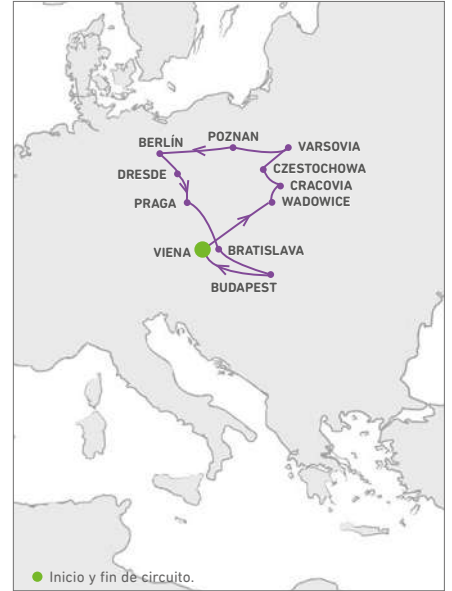 POZNAN
BERLÍN
VARSOVIA
DRESDE
CZESTOCHOWA
CRACOVIA
PRAGA
WADOWICE
VIENA
BRATISLAVA
BUDAPEST
Inicio y fin de circuito.